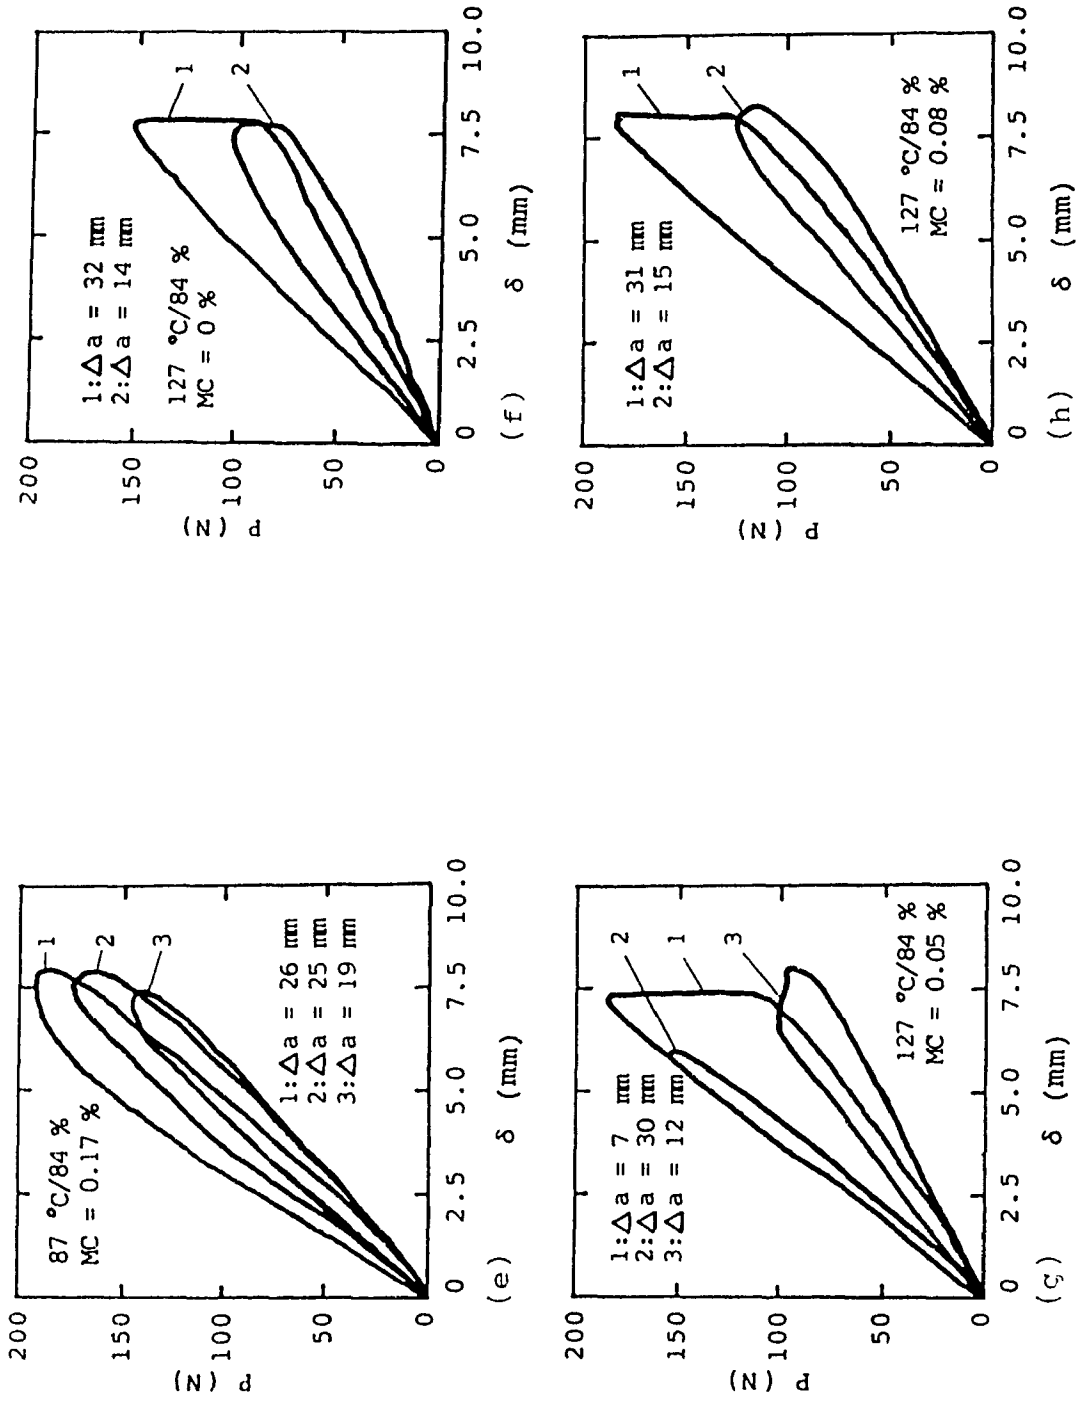 200
150
100
50
0
P (N)
87 °C/84 %
MC = 0.17 %
1
2
3
1:Δa = 26 mm
2:Δa = 25 mm
3:Δa = 19 mm
0
2.5
5.0
7.5
10.0
(e)
δ (mm)
200
150
100
50
0
P (N)
1:Δa = 32 mm
2:Δa = 14 mm
127 °C/84 %
MC = 0 %
1
2
0
2.5
5.0
7.5
10.0
(f)
δ (mm)
200
150
100
50
0
P (N)
1:Δa = 7 mm
2:Δa = 30 mm
3:Δa = 12 mm
2
1
3
127 °C/84 %
MC = 0.05 %
0
2.5
5.0
7.5
10.0
(g)
δ (mm)
200
150
100
50
0
P (N)
1:Δa = 31 mm
2:Δa = 15 mm
1
2
127 °C/84 %
MC = 0.08 %
0
2.5
5.0
7.5
10.0
(h)
δ (mm)